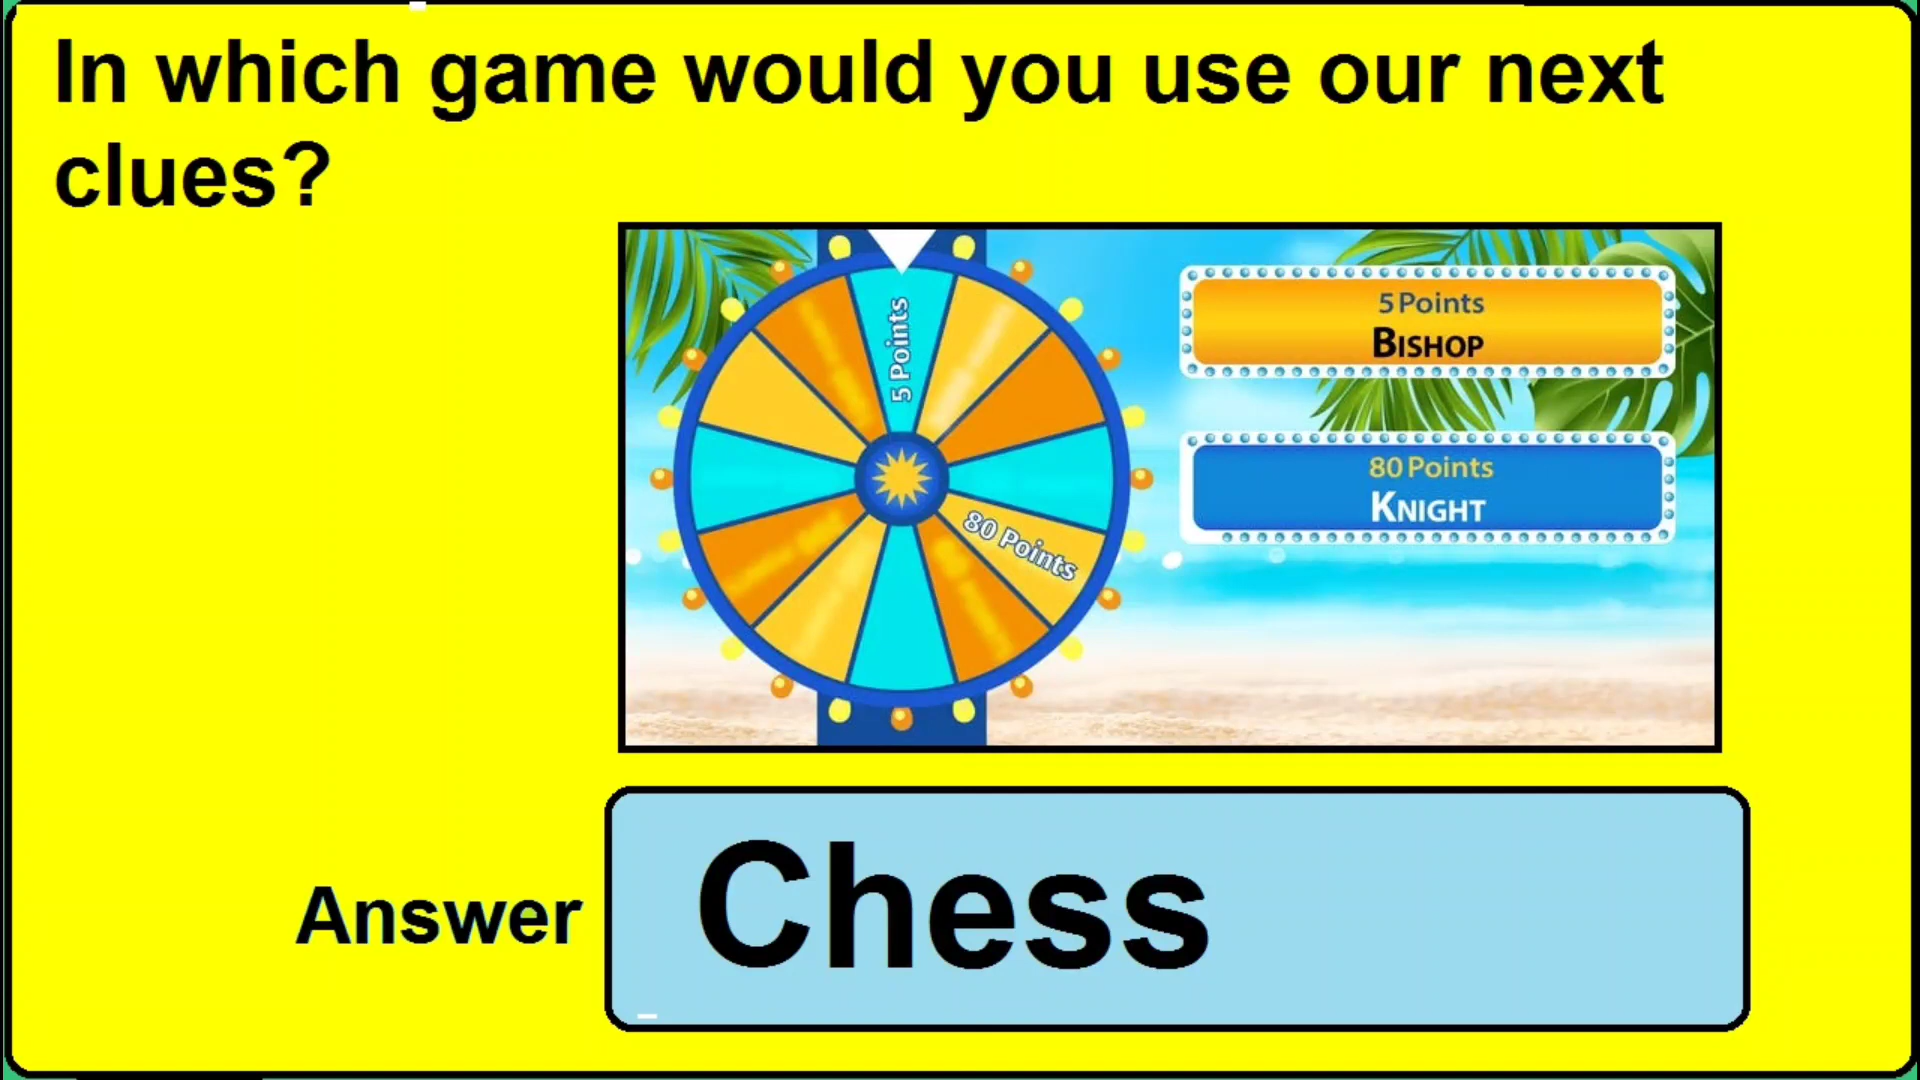 In which game would you use our next
clues?
5 Points
5 Points
BISHOP
80 Points
KNIGHT
80 Points
Answer
Chess